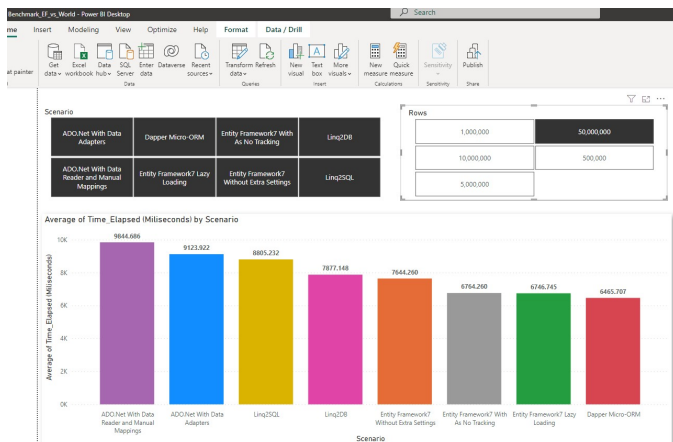 Benchmark_EF_vs_World - Power BI Desktop
Search
me Insert Modeling View Optimize Help Format Data / Drill
at painter
Get data
Excel workbook
Data hub
SQL Server
Enter data
Dataverse
Recent sources
Transform data
Refresh
New visual
Text box
More visuals
New measure
Quick measure
Sensitivity
Publish
Data
Queries
Insert
Calculations
Sensitivity
Share
Scenario
ADO.Net With Data
Adapters
Dapper Micro-ORM
Entity Framework7 With
As No Tracking
Linq2DB
ADO.Net With Data
Reader and Manual
Mappings
Entity Framework7 Lazy
Loading
Entity Framework7
Without Extra Settings
Linq2SQL
Rows
1,000,000
50,000,000
10,000,000
500,000
5,000,000
Average of Time_Elapsed (Miliseconds) by Scenario
Average of Time_Elapsed (Miliseconds)
10K
8K
6K
4K
2K
0K
9844.686
9123.922
8805.232
7877.148
7644.260
6764.260
6746.745
6465.707
ADO.Net With Data
Reader and Manual
Mappings
ADO.Net With Data
Adapters
Linq2SQL
Linq2DB
Entity Framework7
Without Extra Settings
Entity Framework7 With
As No Tracking
Entity Framework7 Lazy
Loading
Dapper Micro-ORM
Scenario